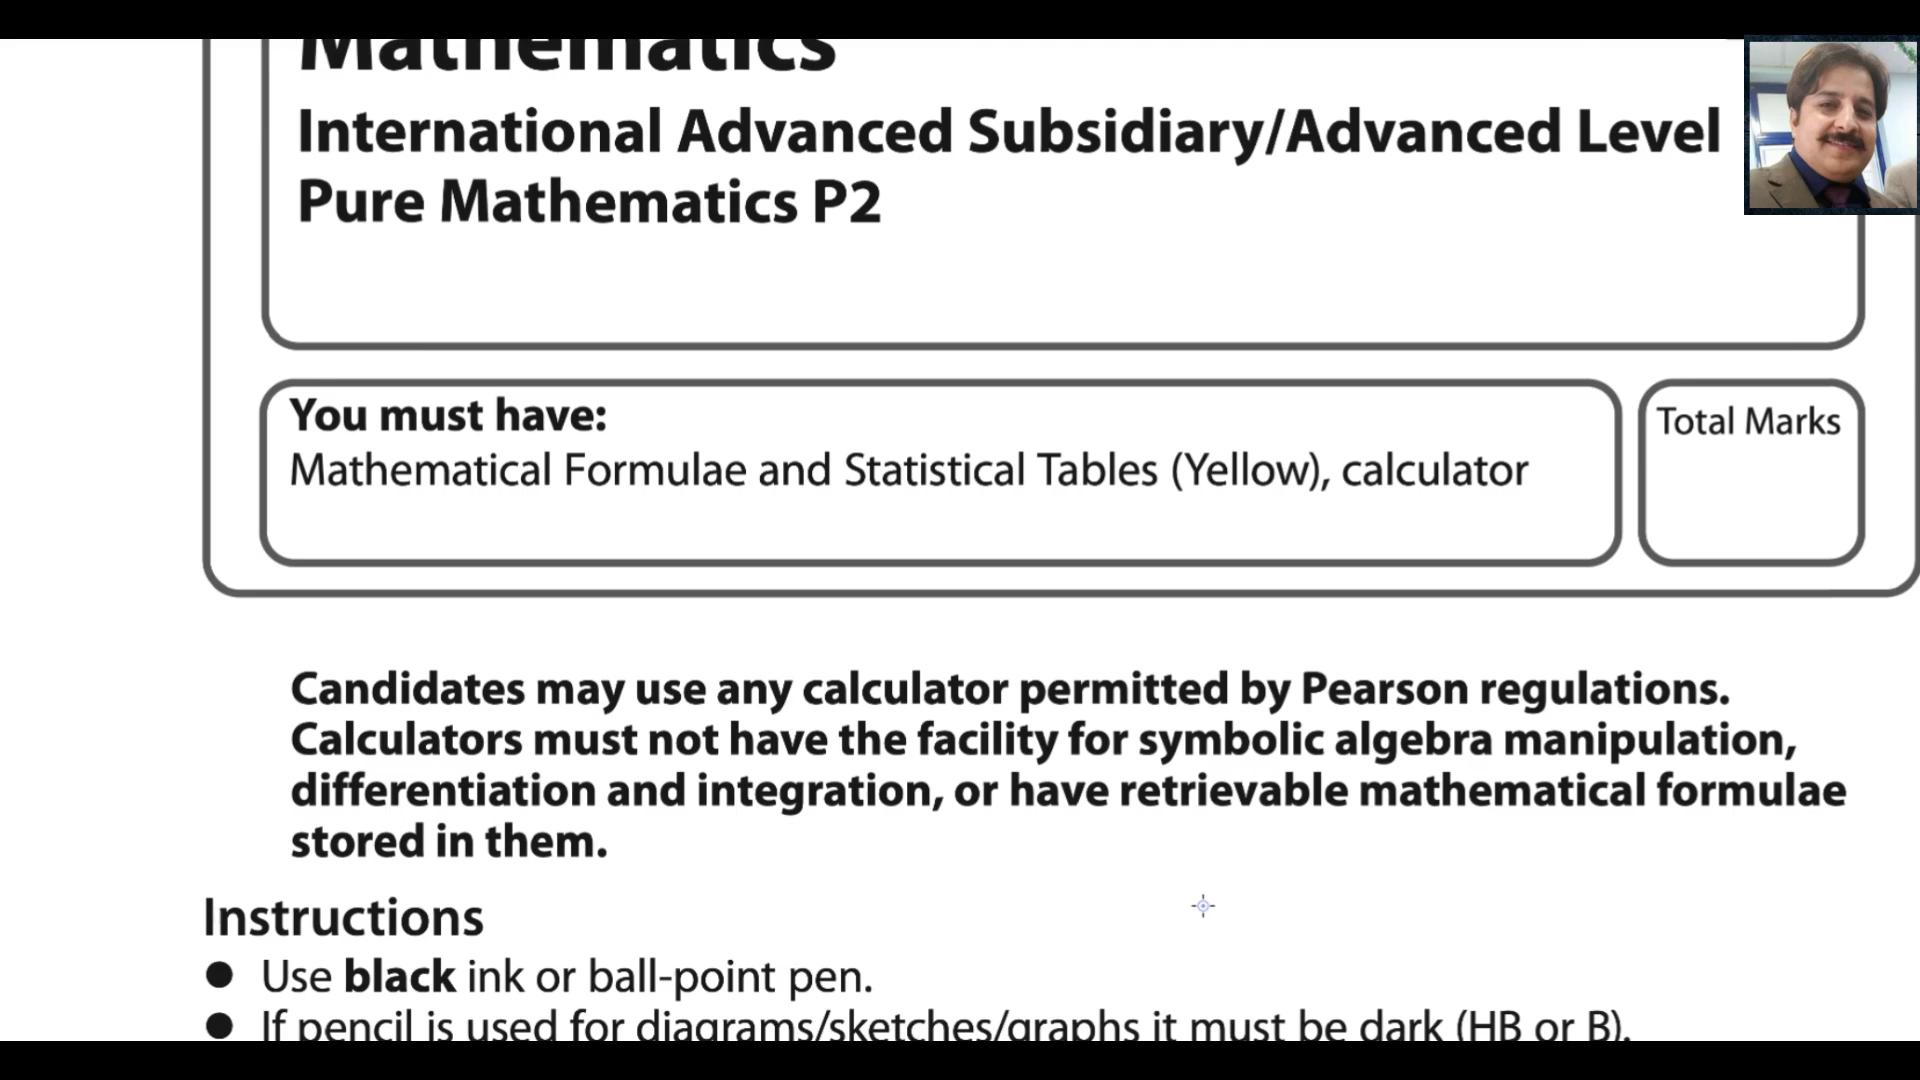 Mathematics
International Advanced Subsidiary/Advanced Level
Pure Mathematics P2
You must have:
Mathematical Formulae and Statistical Tables (Yellow), calculator
Total Marks
Candidates may use any calculator permitted by Pearson regulations.
Calculators must not have the facility for symbolic algebra manipulation,
differentiation and integration, or have retrievable mathematical formulae
stored in them.
Instructions
● Use black ink or ball-point pen.
● If pencil is used for diagrams/sketches/graphs it must be dark (HB or B).